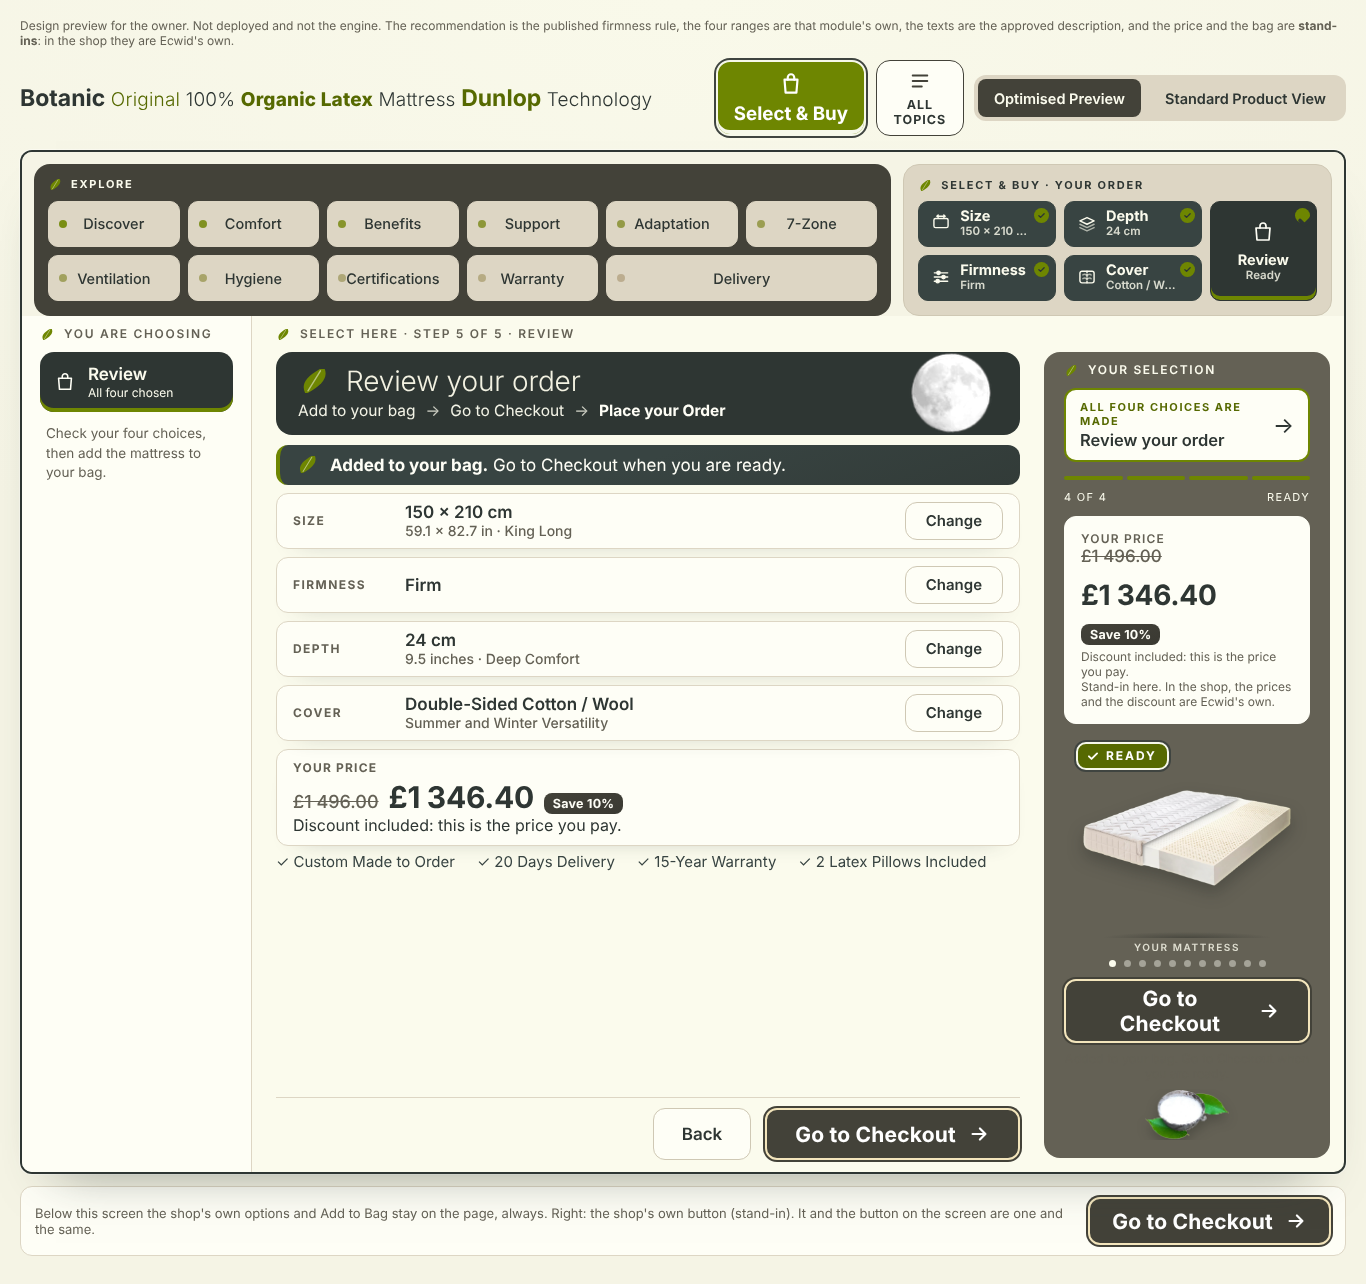 Design preview for the owner. Not deployed and not the engine. The recommendation is the published firmness rule, the four ranges are that module's own, the texts are the approved description, and the price and the bag are stand-
ins: in the shop they are Ecwid's own.
Botanic Original 100% Organic Latex Mattress Dunlop Technology
Select & Buy
ALL
TOPICS
Optimised Preview
Standard Product View
EXPLORE
Discover
Comfort
Benefits
Support
Adaptation
7-Zone
Ventilation
Hygiene
Certifications
Warranty
Delivery
SELECT & BUY · YOUR ORDER
Size
150 × 210 ...
Depth
24 cm
Firmness
Firm
Cover
Cotton / W...
Review
Ready
YOU ARE CHOOSING
Review
All four chosen
Check your four choices,
then add the mattress to
your bag.
SELECT HERE · STEP 5 OF 5 · REVIEW
Review your order
Add to your bag → Go to Checkout → Place your Order
Added to your bag. Go to Checkout when you are ready.
SIZE
150 × 210 cm
59.1 × 82.7 in · King Long
Change
FIRMNESS
Firm
Change
DEPTH
24 cm
9.5 inches · Deep Comfort
Change
COVER
Double-Sided Cotton / Wool
Summer and Winter Versatility
Change
YOUR PRICE
£1 496.00 £1 346.40 Save 10%
Discount included: this is the price you pay.
✓ Custom Made to Order ✓ 20 Days Delivery ✓ 15-Year Warranty ✓ 2 Latex Pillows Included
Back
Go to Checkout →
YOUR SELECTION
ALL FOUR CHOICES ARE
MADE
Review your order →
4 OF 4
READY
YOUR PRICE
£1 496.00
£1 346.40
Save 10%
Discount included: this is the price
you pay.
Stand-in here. In the shop, the prices
and the discount are Ecwid's own.
✓ READY
YOUR MATTRESS
Go to
Checkout →
Below this screen the shop's own options and Add to Bag stay on the page, always. Right: the shop's own button (stand-in). It and the button on the screen are one and
the same.
Go to Checkout →